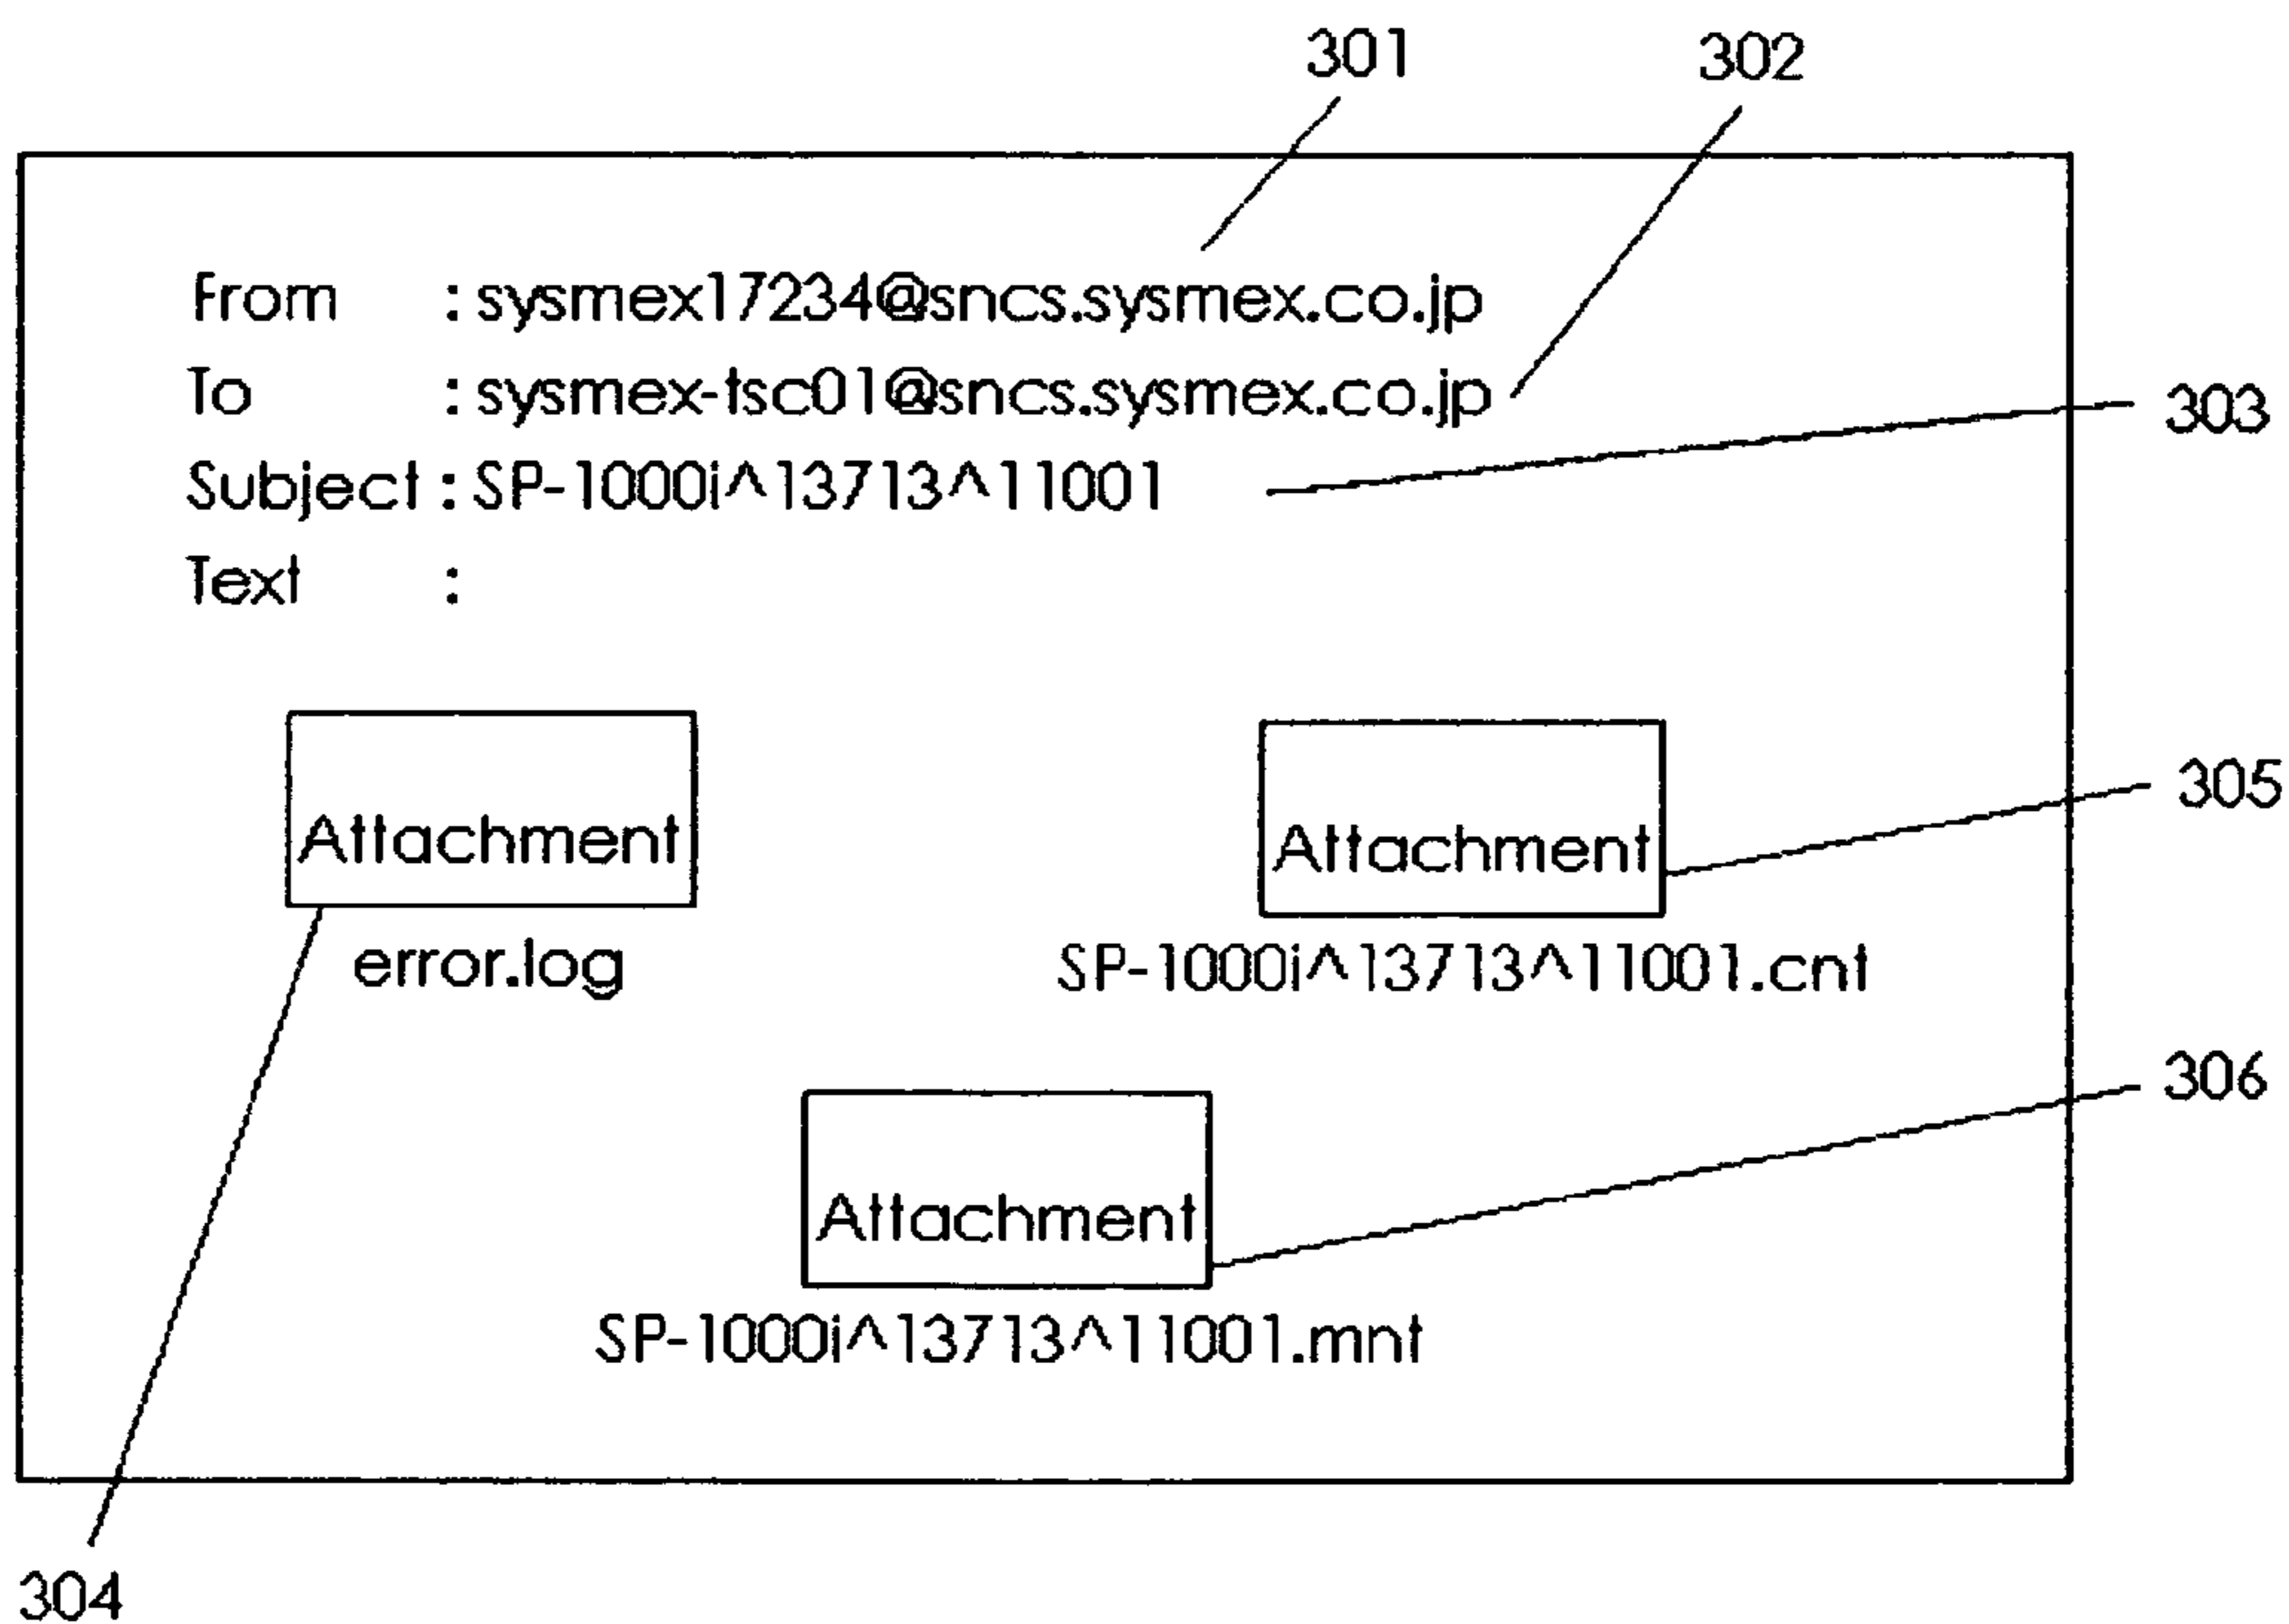 301
302
From : sysmex17234@sncs.sysmex.co.jp
To : sysmex-tsc01@sncs.sysmex.co.jp
303
Subject : SP-1000i^13713^11001
Text :
305
Attachment
Attachment
error.log
SP-1000i^13713^11001.cnt
306
Attachment
SP-1000i^13713^11001.mnt
304